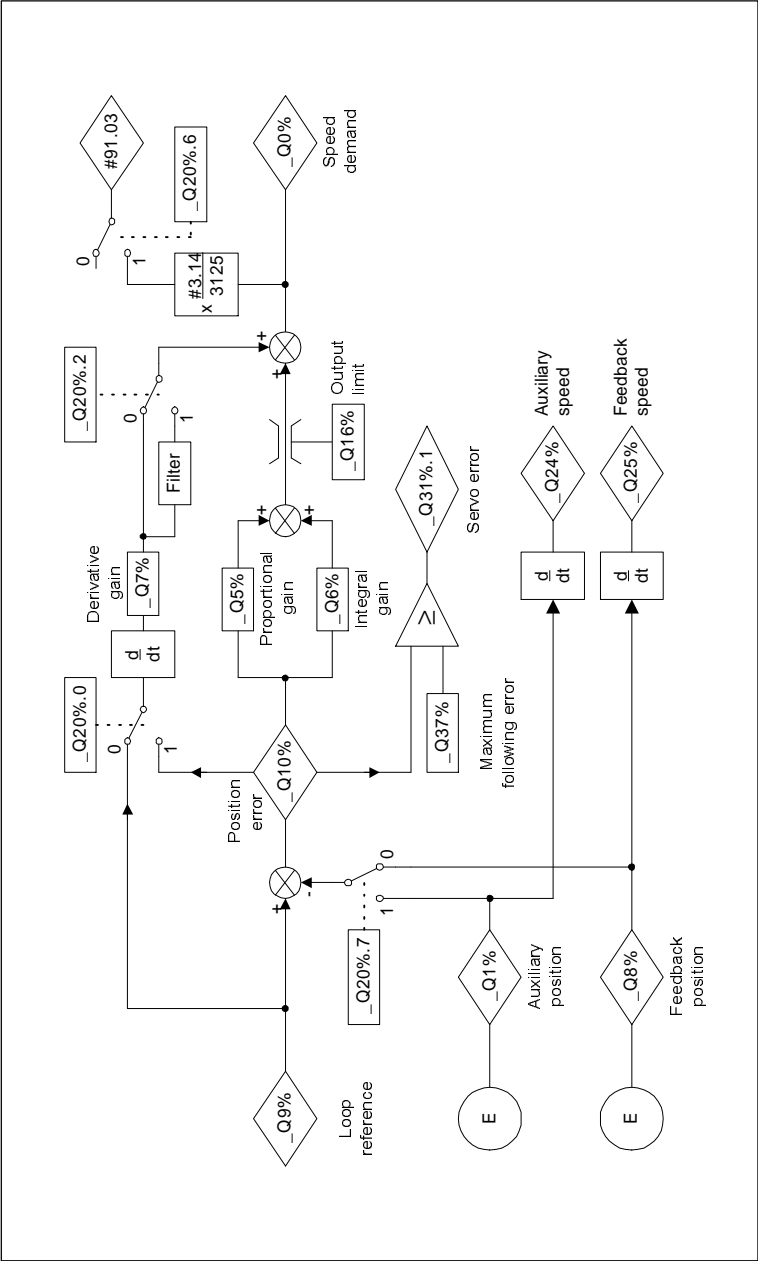 _Q20%.0
0
1
d
dt
Derivative
gain
_Q7%
Filter
_Q20%.2
0
1
0
1
#91.03
_Q20%.6
#3.14
x
3125
_Q9%
Loop
reference
+
-
Position
error
_Q10%
_Q5%
Proportional
gain
_Q6%
Integral
gain
+
+
_Q16%
Output
limit
+
+
_Q0%
Speed
demand
_Q20%.7
1
0
_Q37%
Maximum
following error
≥
_Q31%.1
Servo error
E
_Q1%
Auxiliary
position
d
dt
_Q24%
Auxiliary
speed
E
_Q8%
Feedback
position
d
dt
_Q25%
Feedback
speed